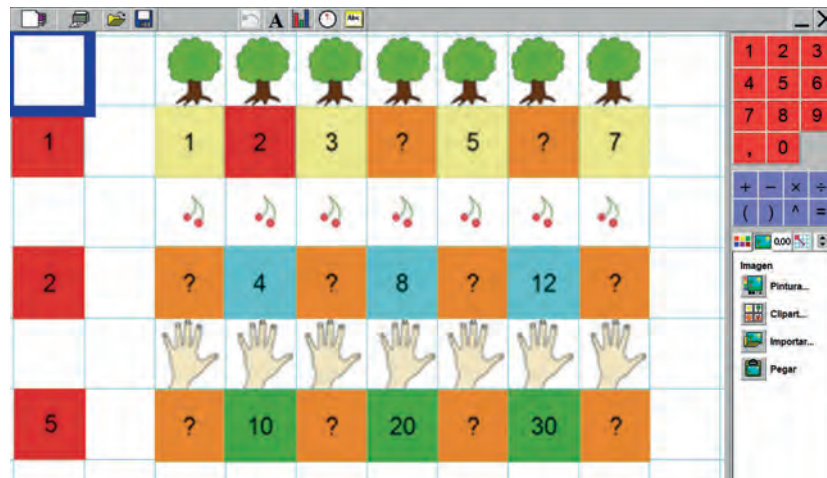 A Abc
1 2 3
4 5 6
7 8 9
, 0
+ − × ÷
( ) ^ =
0,00
Imagen
Pintura...
Clipart...
Importar...
Pegar
1 1 2 3 ? 5 ? 7
2 ? 4 ? 8 ? 12 ?
5 ? 10 ? 20 ? 30 ?